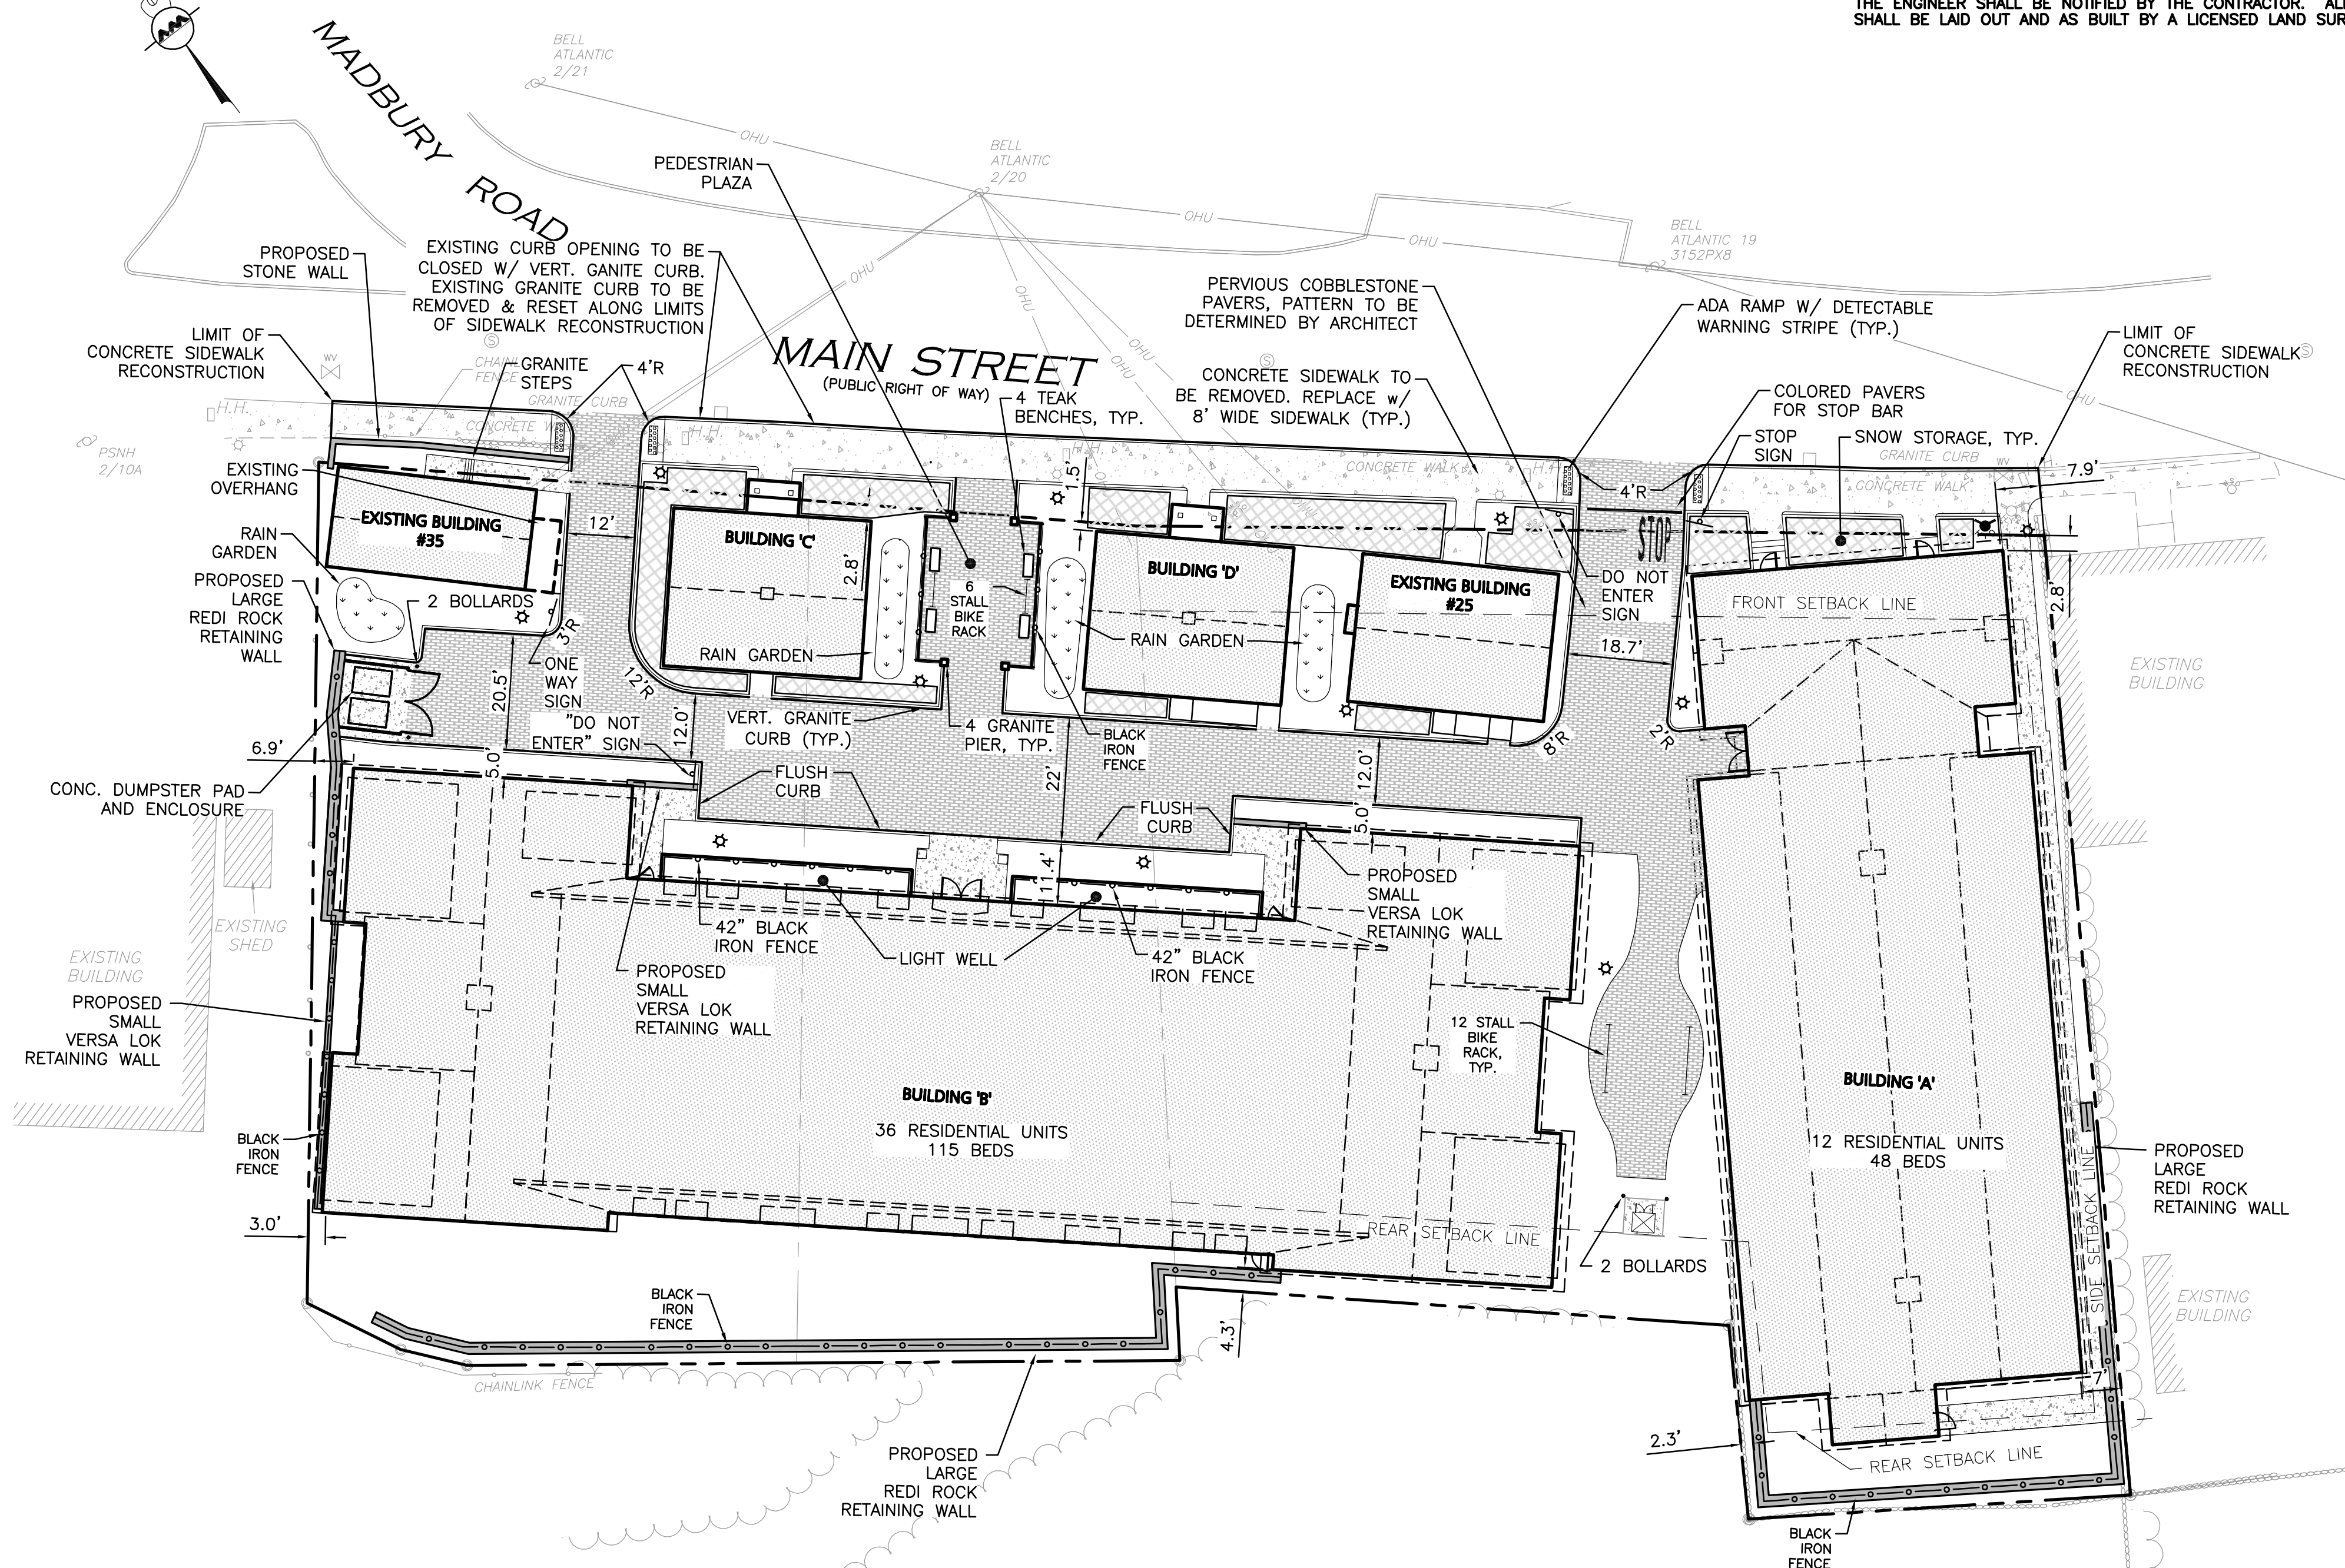 THE ENGINEER SHALL BE NOTIFIED BY THE CONTRACTOR.
SHALL BE LAID OUT AND AS BUILT BY A LICENSED LAND SUR
MADBURY ROAD
BELL
ATLANTIC
2/21
OHU
BELL
ATLANTIC
2/20
OHU
OHU
BELL
ATLANTIC 19
3152PX8
OHU
OHU
OHU
OHU
OHU
PEDESTRIAN
PLAZA
PROPOSED
STONE WALL
EXISTING CURB OPENING TO BE
CLOSED W/ VERT. GANITE CURB.
EXISTING GRANITE CURB TO BE
REMOVED & RESET ALONG LIMITS
OF SIDEWALK RECONSTRUCTION
LIMIT OF
CONCRETE SIDEWALK
RECONSTRUCTION
WV
S
CHAINL
FENCE
GRANITE
STEPS
GRANITE CURB
4'R
MAIN STREET
(PUBLIC RIGHT OF WAY)
4 TEAK
BENCHES, TYP.
PERVIOUS COBBLESTONE
PAVERS, PATTERN TO BE
DETERMINED BY ARCHITECT
S
CONCRETE SIDEWALK TO
BE REMOVED. REPLACE w/
8' WIDE SIDEWALK (TYP.)
ADA RAMP W/ DETECTABLE
WARNING STRIPE (TYP.)
LIMIT OF
CONCRETE SIDEWALK
RECONSTRUCTION
S
COLORED PAVERS
FOR STOP BAR
STOP
SIGN
SNOW STORAGE, TYP.
GRANITE CURB
WV
7.9'
H.H.
CONCRETE W
H.H.
H.H.
CONCRETE WALK
H.H
4'R
CONCRETE WALK
PSNH
2/10A
EXISTING
OVERHANG
EXISTING BUILDING
#35
12'
BUILDING 'C'
2.8'
1.5'
BUILDING 'D'
EXISTING BUILDING
#25
STOP
DO NOT
ENTER
SIGN
FRONT SETBACK LINE
2.8'
RAIN
GARDEN
PROPOSED
LARGE
REDI ROCK
RETAINING
WALL
2 BOLLARDS
3'R
6
STALL
BIKE
RACK
RAIN GARDEN
RAIN GARDEN
18.7'
EXISTING
BUILDING
ONE
WAY
SIGN
20.5'
12'R
"DO NOT
ENTER" SIGN
12.0'
VERT. GRANITE
CURB (TYP.)
4 GRANITE
PIER, TYP.
BLACK
IRON
FENCE
8'R
2'R
6.9'
5.0'
FLUSH
CURB
22'
12.0'
CONC. DUMPSTER PAD
AND ENCLOSURE
FLUSH
CURB
5.0'
11.4'
EXISTING
SHED
EXISTING
BUILDING
42" BLACK
IRON FENCE
LIGHT WELL
42" BLACK
IRON FENCE
PROPOSED
SMALL
VERSA LOK
RETAINING WALL
PROPOSED
SMALL
VERSA LOK
RETAINING WALL
PROPOSED
SMALL
VERSA LOK
RETAINING WALL
12 STALL
BIKE
RACK,
TYP.
BUILDING 'B'
36 RESIDENTIAL UNITS
115 BEDS
BUILDING 'A'
12 RESIDENTIAL UNITS
48 BEDS
BLACK
IRON
FENCE
PROPOSED
LARGE
REDI ROCK
RETAINING WALL
3.0'
REAR SETBACK LINE
2 BOLLARDS
SIDE SETBACK LINE
EXISTING
BUILDING
BLACK
IRON
FENCE
4.3'
CHAINLINK FENCE
7'
PROPOSED
LARGE
REDI ROCK
RETAINING WALL
2.3'
REAR SETBACK LINE
BLACK
IRON
FENCE